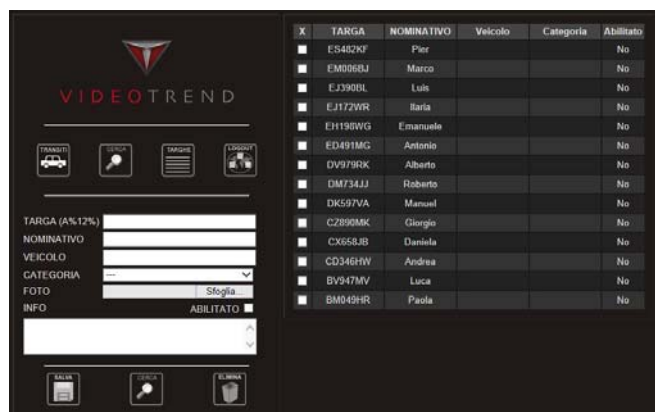 VIDEOTREND
TRANSITI
CERCA
TARGHE
LOGOUT
TARGA (A%12%)
NOMINATIVO
VEICOLO
CATEGORIA
---
FOTO
Sfoglia...
INFO
ABILITATO
SALVA
CERCA
ELIMINA
X TARGA NOMINATIVO Veicolo Categoria Abilitato
ES482KF Pier No
EM006BJ Marco No
EJ390BL Luis No
EJ172WR Ilaria No
EH198WG Emanuele No
ED491MG Antonio No
DV979RK Alberto No
DM734JJ Roberto No
DK597VA Manuel No
CZ890MK Giorgio No
CX658JB Daniela No
CD346HW Andrea No
BV947MV Luca No
BM049HR Paola No